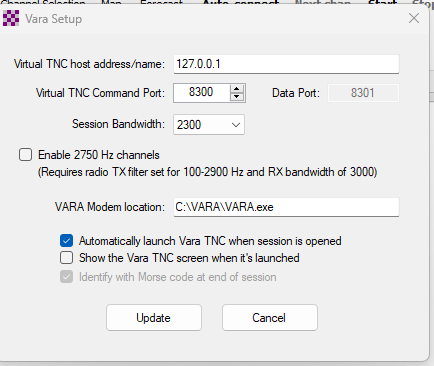 Channel Selection Map Forecast Auto-connect Next chan Start
Vara Setup
Virtual TNC host address/name: 127.0.0.1
Virtual TNC Command Port: 8300 Data Port: 8301
Session Bandwidth: 2300
Enable 2750 Hz channels
(Requires radio TX filter set for 100-2900 Hz and RX bandwidth of 3000)
VARA Modem location: C:\VARA\VARA.exe
Automatically launch Vara TNC when session is opened
Show the Vara TNC screen when it's launched
Identify with Morse code at end of session
Update Cancel